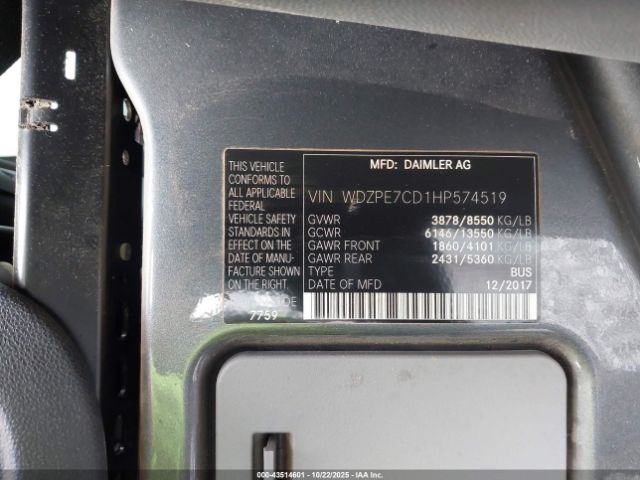 MFD: DAIMLER AG
THIS VEHICLE
CONFORMS TO
ALL APPLICABLE
FEDERAL
VEHICLE SAFETY
STANDARDS IN
EFFECT ON THE
DATE OF MANU-
FACTURE SHOWN
ON THE RIGHT.
7759
VIN WDZPE7CD1HP574519
GVWR 3878/8550 KG/LB
GCWR 6146/13550 KG/LB
GAWR FRONT 1860/4101 KG/LB
GAWR REAR 2431/5360 KG/LB
TYPE BUS
DATE OF MFD 12/2017
000-43514601 - 10/22/2025 - IAA Inc.